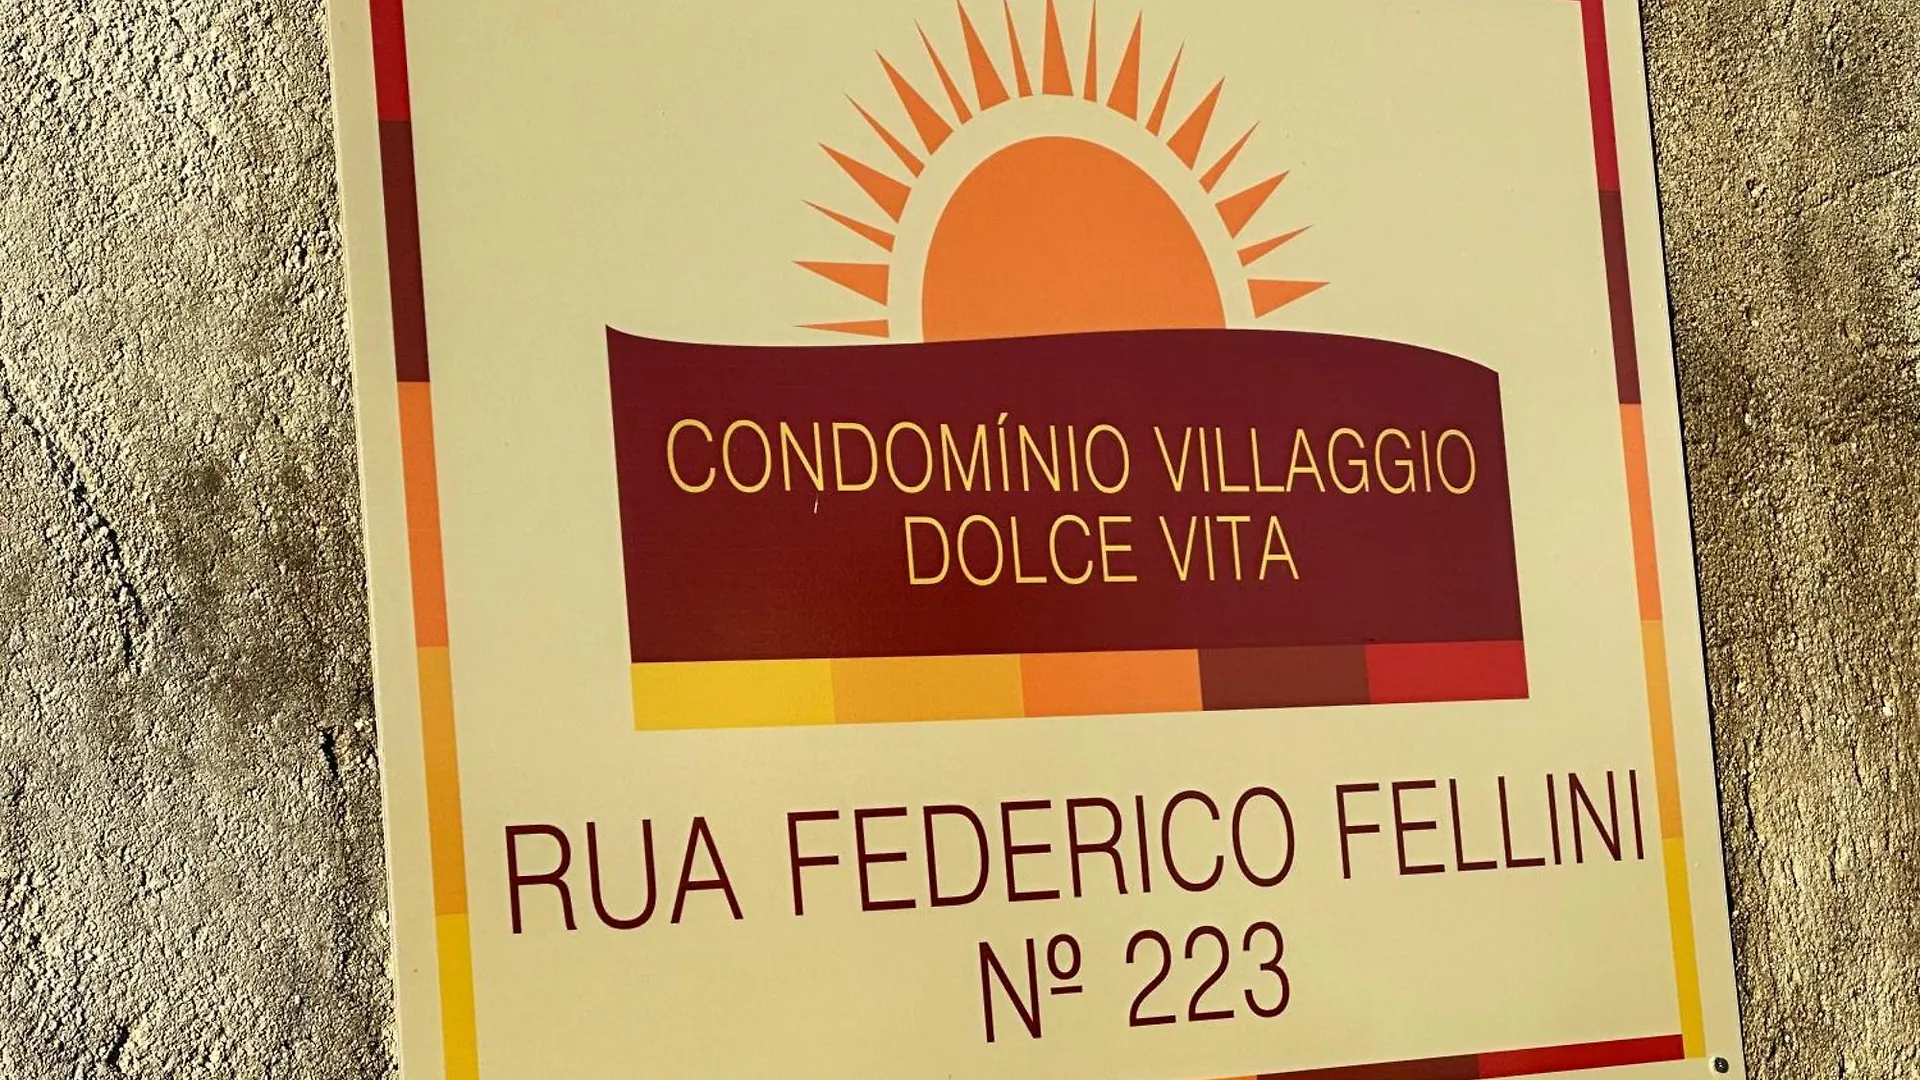 CONDOMÍNIO VILLAGGIO
DOLCE VITA
RUA FEDERICO FELLINI
Nº 223